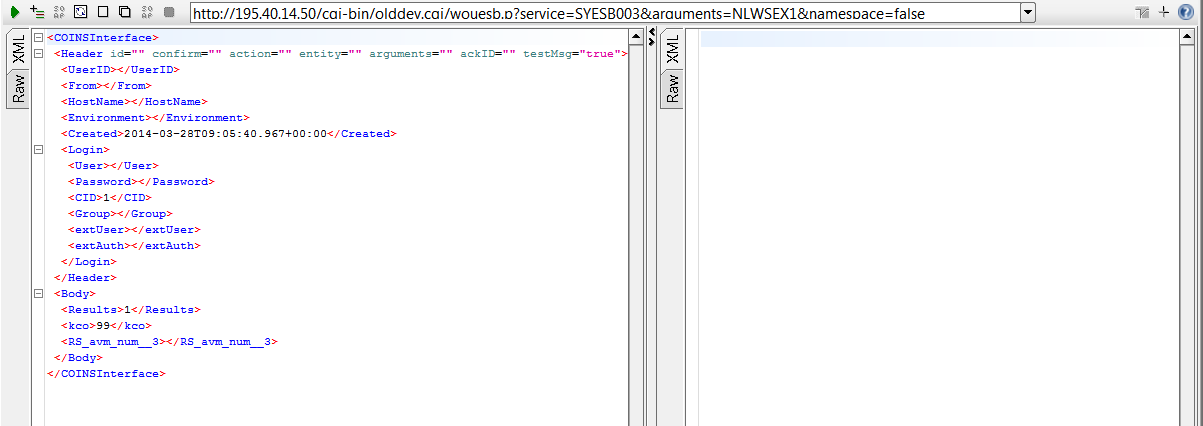 http://195.40.14.50/cgi-bin/olddev.cgi/wouesb.p?service=SYESB003&arguments=NLWSEX1&namespace=false
XML
Raw
<COINSInterface>
<Header id="" confirm="" action="" entity="" arguments="" ackID="" testMsg="true">
<UserID></UserID>
<From></From>
<HostName></HostName>
<Environment></Environment>
<Created>2014-03-28T09:05:40.967+00:00</Created>
<Login>
<User></User>
<Password></Password>
<CID>1</CID>
<Group></Group>
<extUser></extUser>
<extAuth></extAuth>
</Login>
</Header>
<Body>
<Results>1</Results>
<kco>99</kco>
<RS_avm_num__3></RS_avm_num__3>
</Body>
</COINSInterface>
XML
Raw